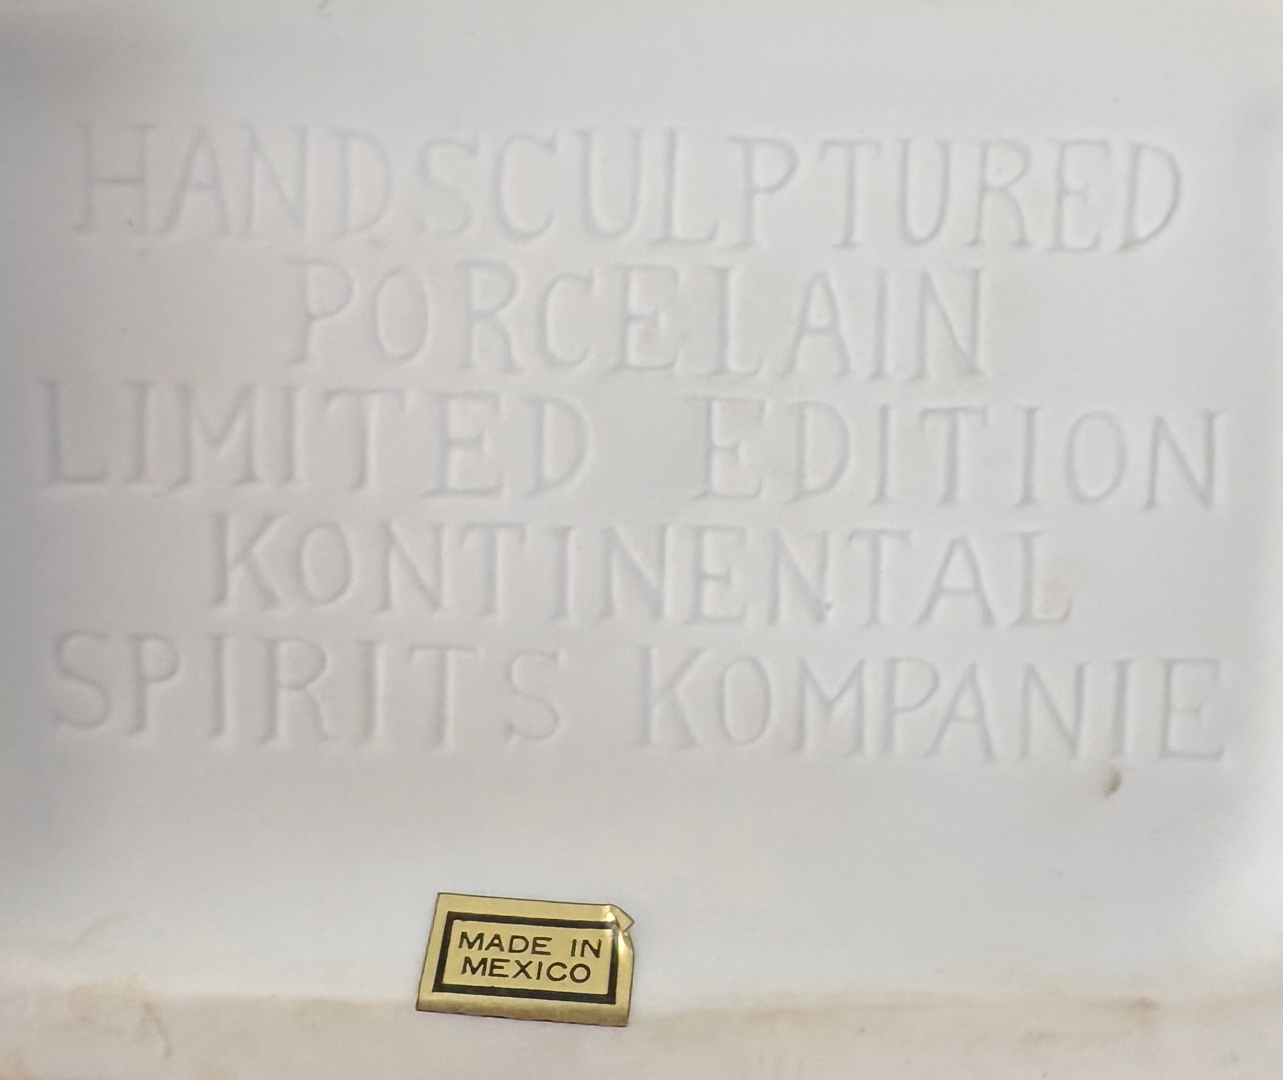 HANDSCULPTURED
PORCELAIN
LIMITED EDITION
KONTINENTAL
SPIRITS KOMPANIE
MADE IN
MEXICO